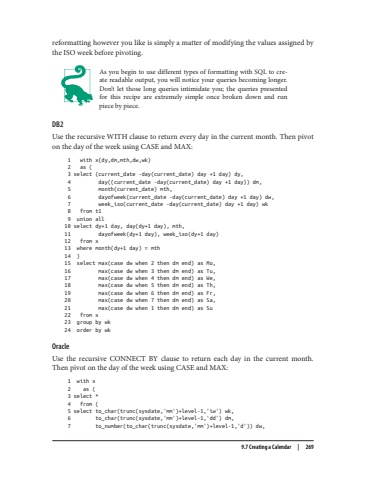 reformatting however you like is simply a matter of modifying the values assigned by
the ISO week before pivoting.
As you begin to use different types of formatting with SQL to cre-
ate readable output, you will notice your queries becoming longer.
Don't let those long queries intimidate you; the queries presented
for this recipe are extremely simple once broken down and run
piece by piece.
DB2
Use the recursive WITH clause to return every day in the current month. Then pivot
on the day of the week using CASE and MAX:
1 with x(dy,dm,mth,dw,wk)
2 as (
3 select (current_date -day(current_date) day +1 day) dy,
4 day((current_date -day(current_date) day +1 day)) dm,
5 month(current_date) mth,
6 dayofweek(current_date -day(current_date) day +1 day) dw,
7 week_iso(current_date -day(current_date) day +1 day) wk
8 from t1
9 union all
10 select dy+1 day, day(dy+1 day), mth,
11 dayofweek(dy+1 day), week_iso(dy+1 day)
12 from x
13 where month(dy+1 day) = mth
14 )
15 select max(case dw when 2 then dm end) as Mo,
16 max(case dw when 3 then dm end) as Tu,
17 max(case dw when 4 then dm end) as We,
18 max(case dw when 5 then dm end) as Th,
19 max(case dw when 6 then dm end) as Fr,
20 max(case dw when 7 then dm end) as Sa,
21 max(case dw when 1 then dm end) as Su
22 from x
23 group by wk
24 order by wk
Oracle
Use the recursive CONNECT BY clause to return each day in the current month.
Then pivot on the day of the week using CASE and MAX:
1 with x
2 as (
3 select *
4 from (
5 select to_char(trunc(sysdate,'mm')+level-1,'iw') wk,
6 to_char(trunc(sysdate,'mm')+level-1,'dd') dm,
7 to_number(to_char(trunc(sysdate,'mm')+level-1,'d')) dw,
9.7 Creating a Calendar | 269